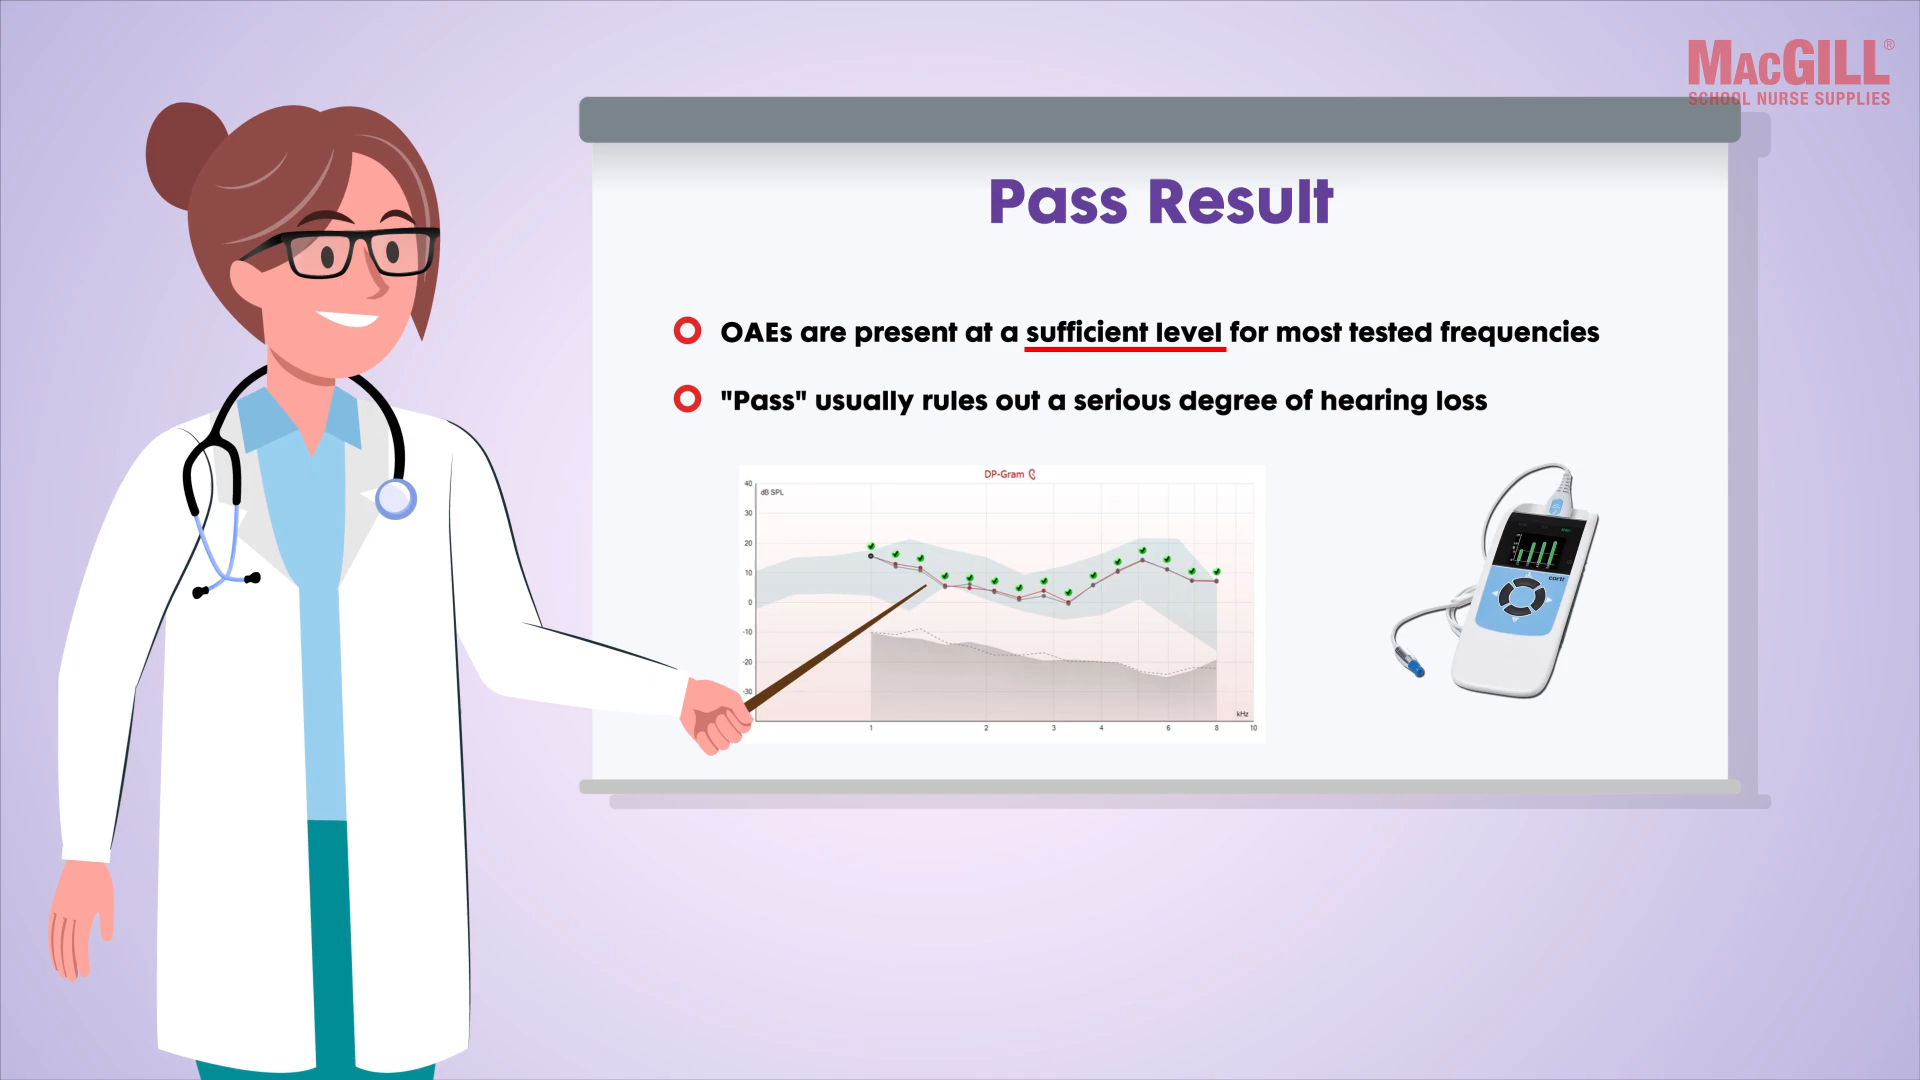 MACGILL®
SCHOOL NURSE SUPPLIES
Pass Result
OAEs are present at a sufficient level for most tested frequencies
"Pass" usually rules out a serious degree of hearing loss
DP-Gram
dB SPL
40
30
20
10
0
-10
-20
-30
kHz
1 2 3 4 6 8 10
corti